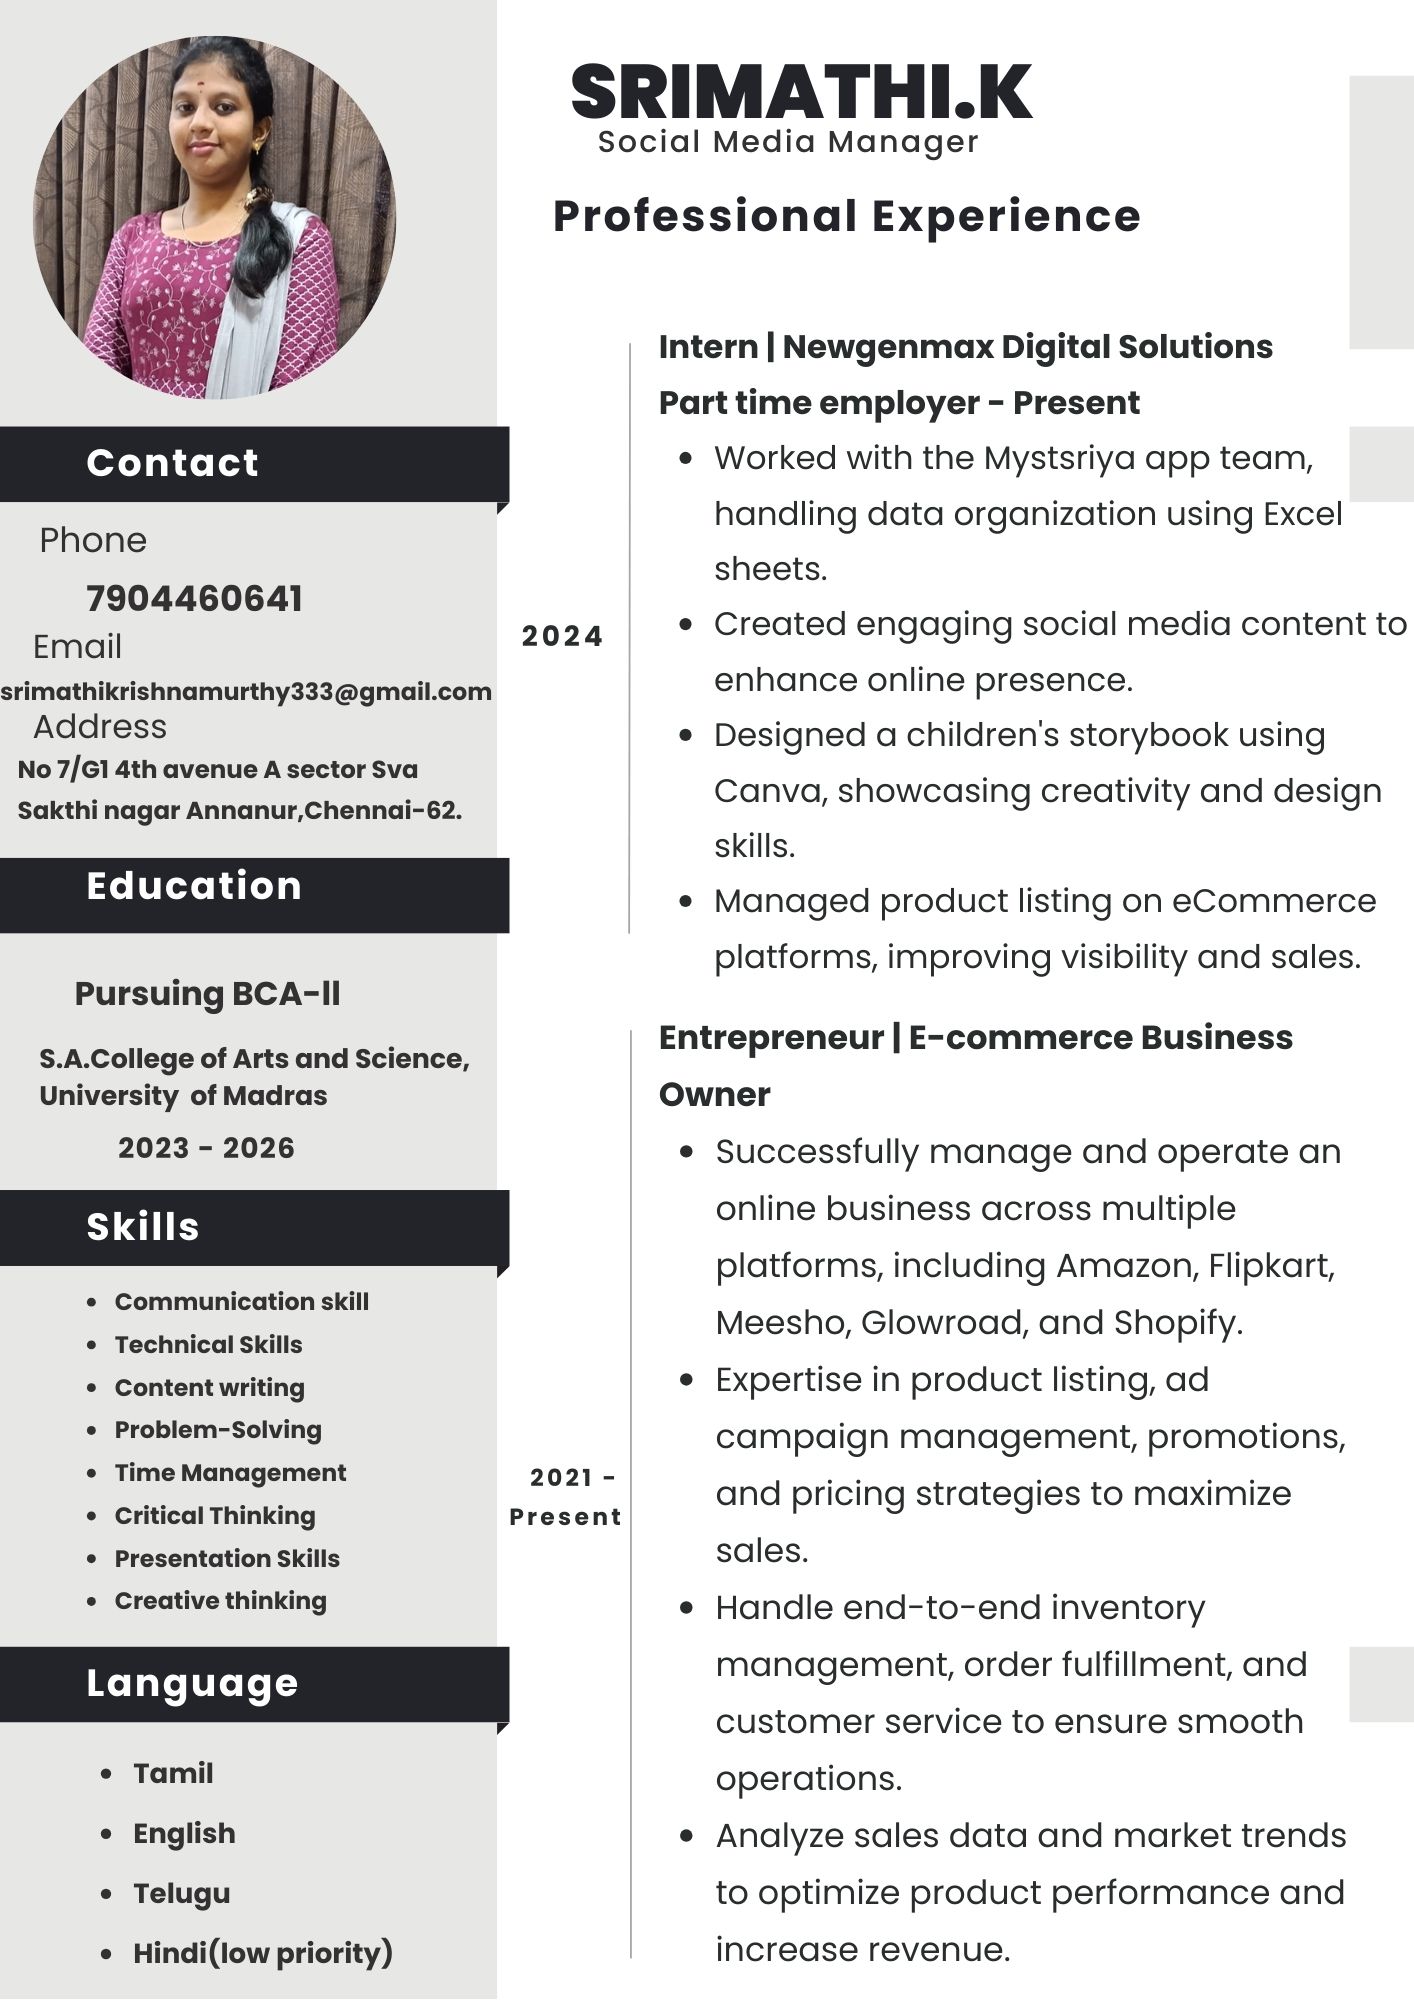 SRIMATHI.K
Social Media Manager
Contact
Phone
7904460641
Email
srimathikrishnamurthy333@gmail.com
Address
No 7/G1 4th avenue A sector Sva
Sakthi nagar Annanur,Chennai-62.
Education
Pursuing BCA-ll
S.A.College of Arts and Science,
University of Madras
2023 - 2026
Skills
• Communication skill
• Technical Skills
• Content writing
• Problem-Solving
• Time Management
• Critical Thinking
• Presentation Skills
• Creative thinking
Language
• Tamil
• English
• Telugu
• Hindi(low priority)
Professional Experience
2024
Intern | Newgenmax Digital Solutions
Part time employer - Present
• Worked with the Mystsriya app team,
handling data organization using Excel
sheets.
• Created engaging social media content to
enhance online presence.
• Designed a children's storybook using
Canva, showcasing creativity and design
skills.
• Managed product listing on eCommerce
platforms, improving visibility and sales.
2021 -
Present
Entrepreneur | E-commerce Business
Owner
• Successfully manage and operate an
online business across multiple
platforms, including Amazon, Flipkart,
Meesho, Glowroad, and Shopify.
• Expertise in product listing, ad
campaign management, promotions,
and pricing strategies to maximize
sales.
• Handle end-to-end inventory
management, order fulfillment, and
customer service to ensure smooth
operations.
• Analyze sales data and market trends
to optimize product performance and
increase revenue.